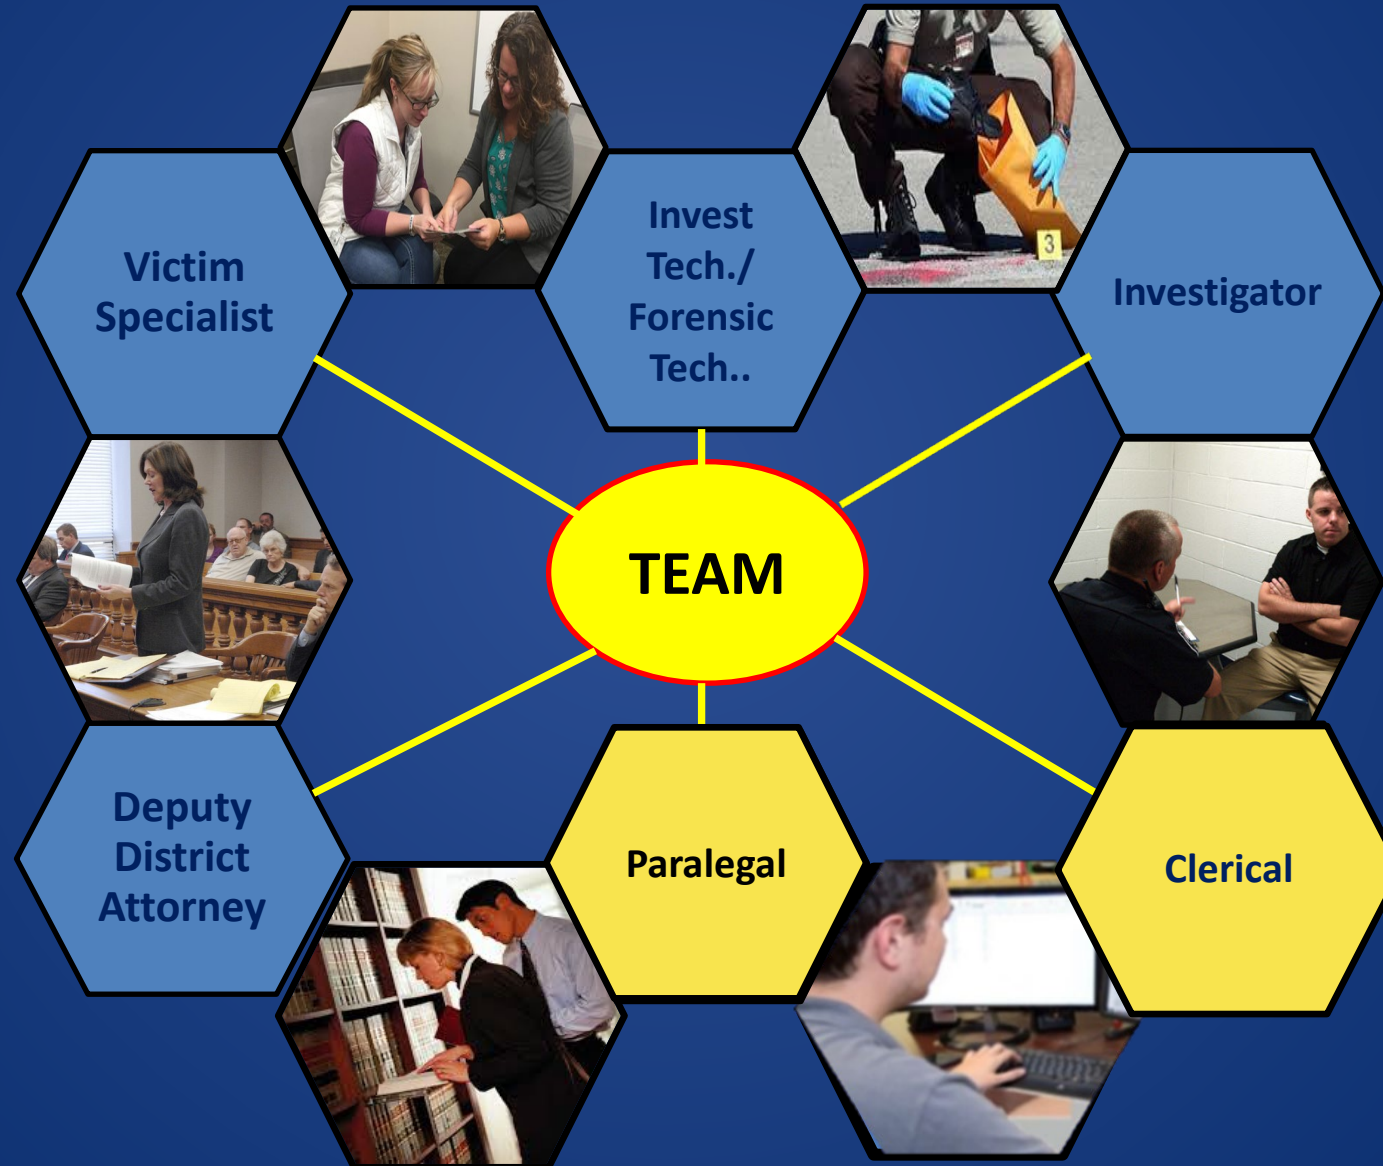 Victim
Specialist
Invest
Tech./
Forensic
Tech..
3
Investigator
TEAM
Deputy
District
Attorney
Paralegal
Clerical